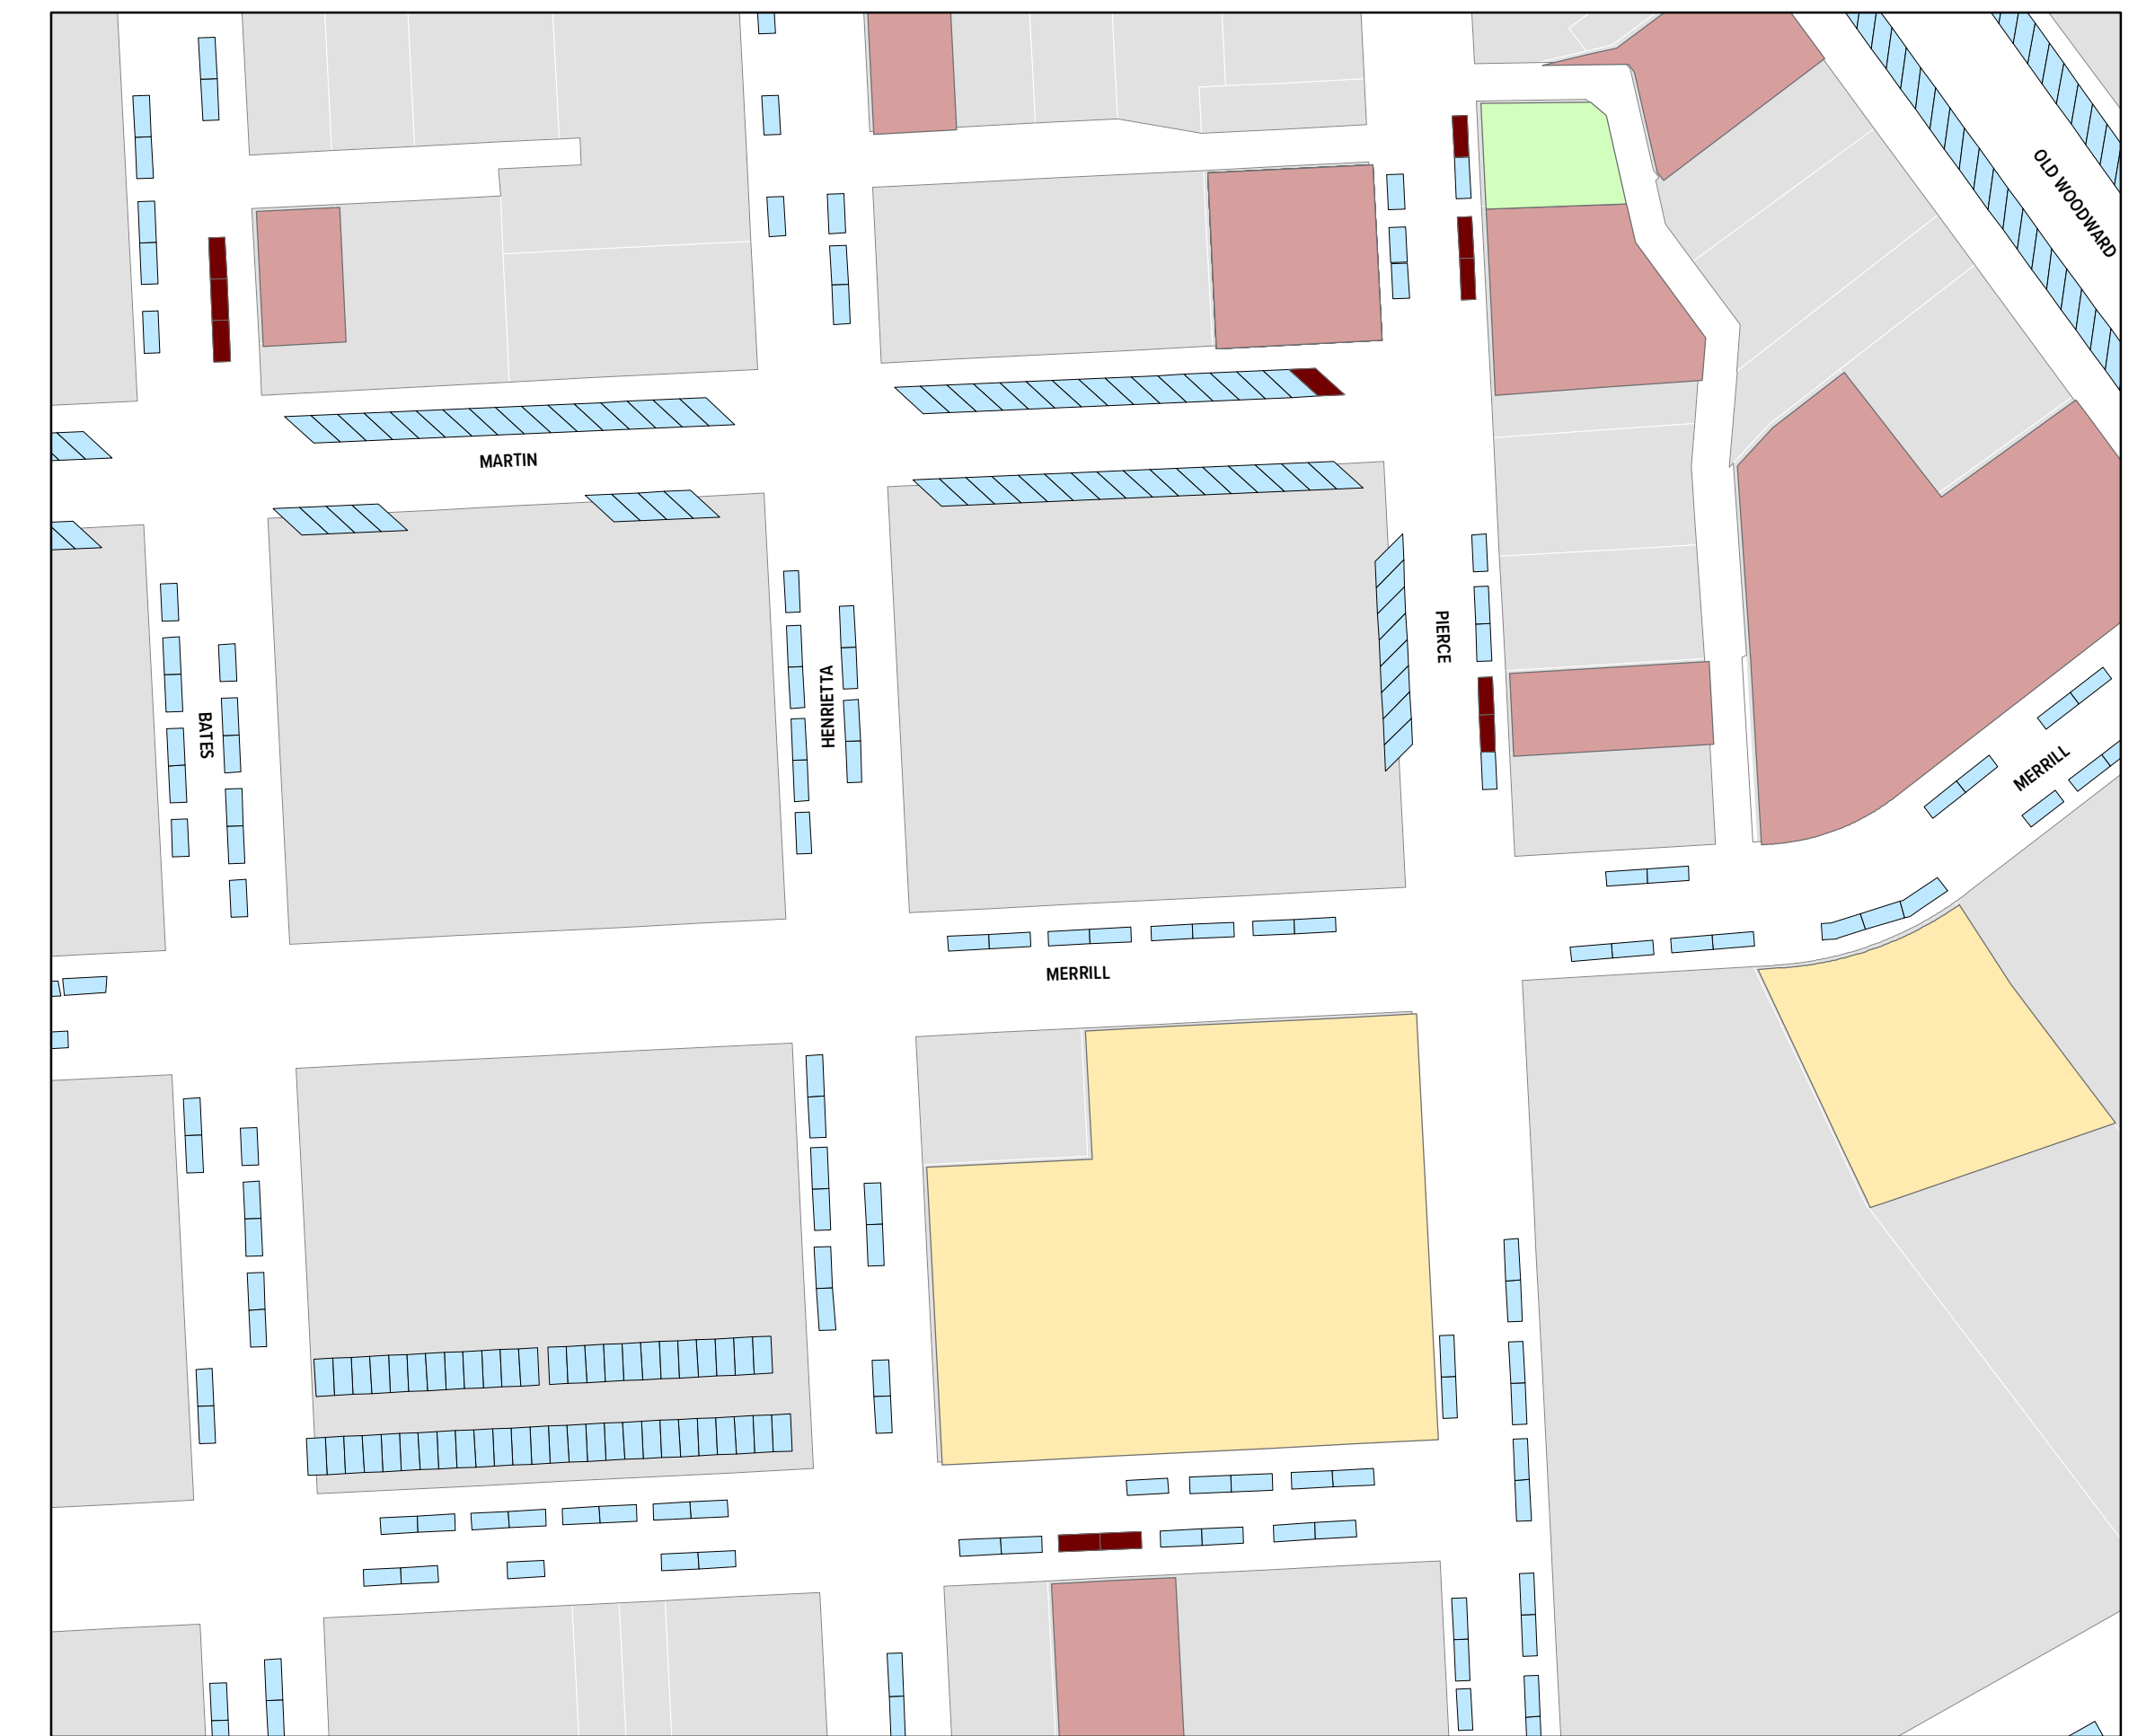 OLD WOODWARD
MARTIN
PIERCE
HENRIETTA
BATES
MERRILL
MERRILL